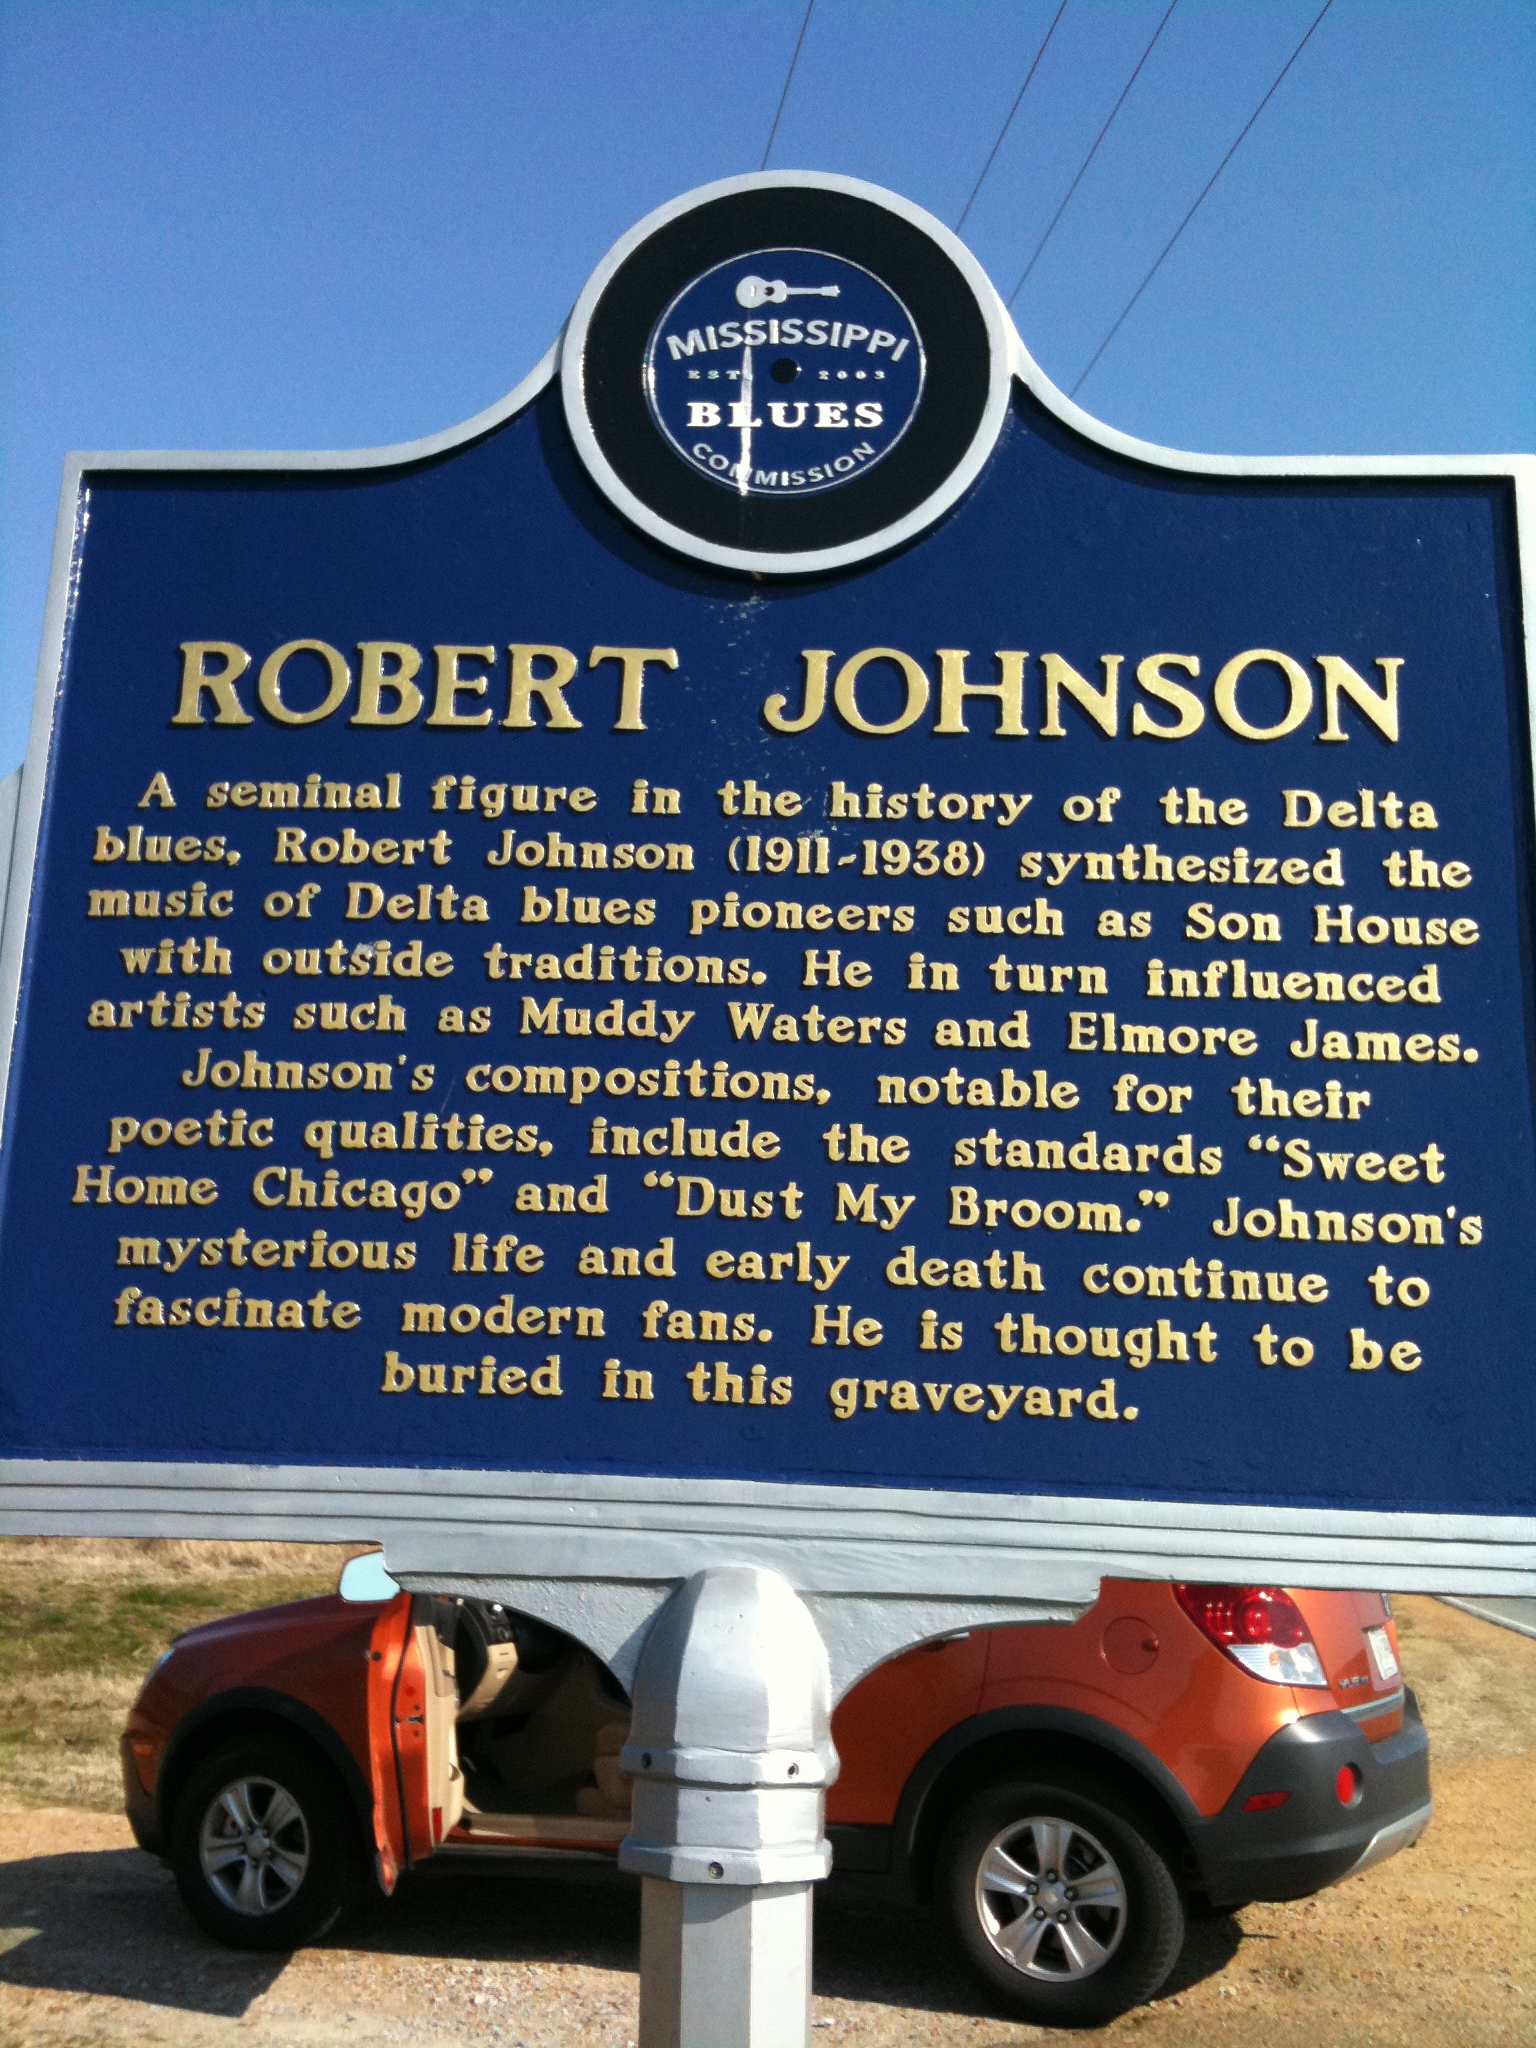 MISSISSIPPI
EST. 2003
BLUES
COMMISSION
ROBERT JOHNSON
A seminal figure in the history of the Delta
blues, Robert Johnson (1911-1938) synthesized the
music of Delta blues pioneers such as Son House
with outside traditions. He in turn influenced
artists such as Muddy Waters and Elmore James.
Johnson's compositions, notable for their
poetic qualities, include the standards “Sweet
Home Chicago” and “Dust My Broom.” Johnson's
mysterious life and early death continue to
fascinate modern fans. He is thought to be
buried in this graveyard.